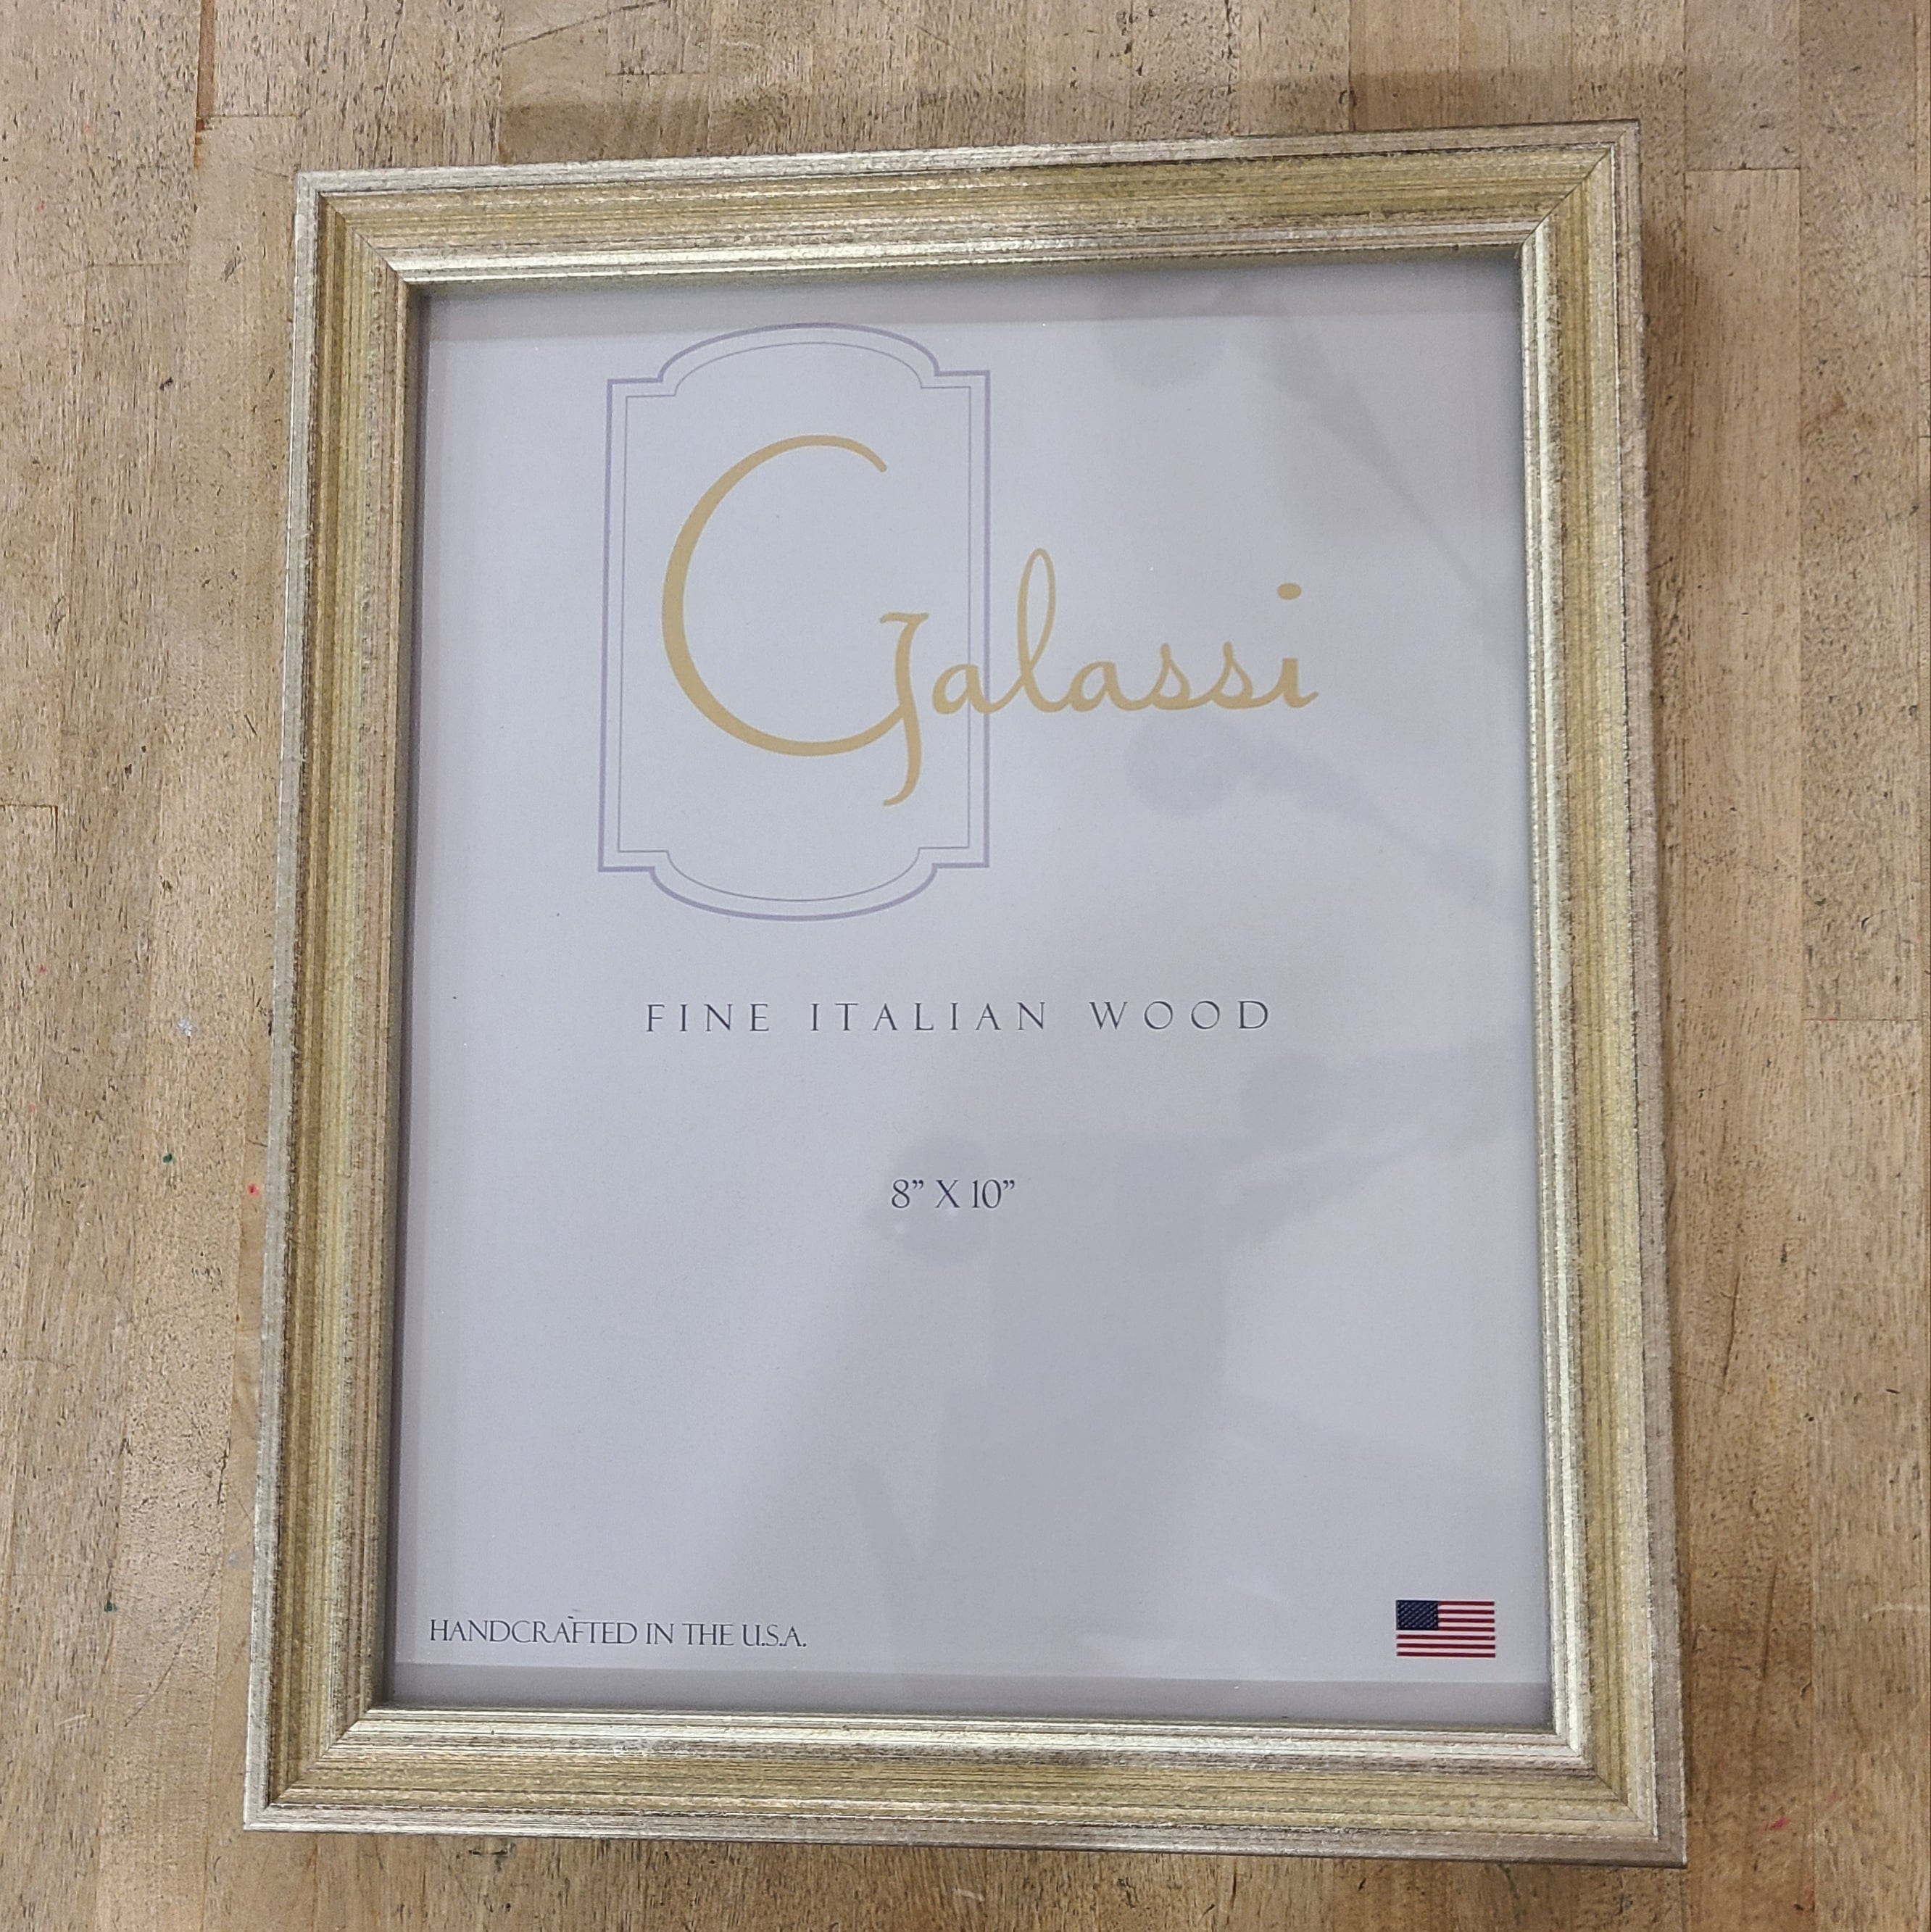 Galassi
FINE ITALIAN WOOD
8” X 10”
HANDCRAFTED IN THE U.S.A.